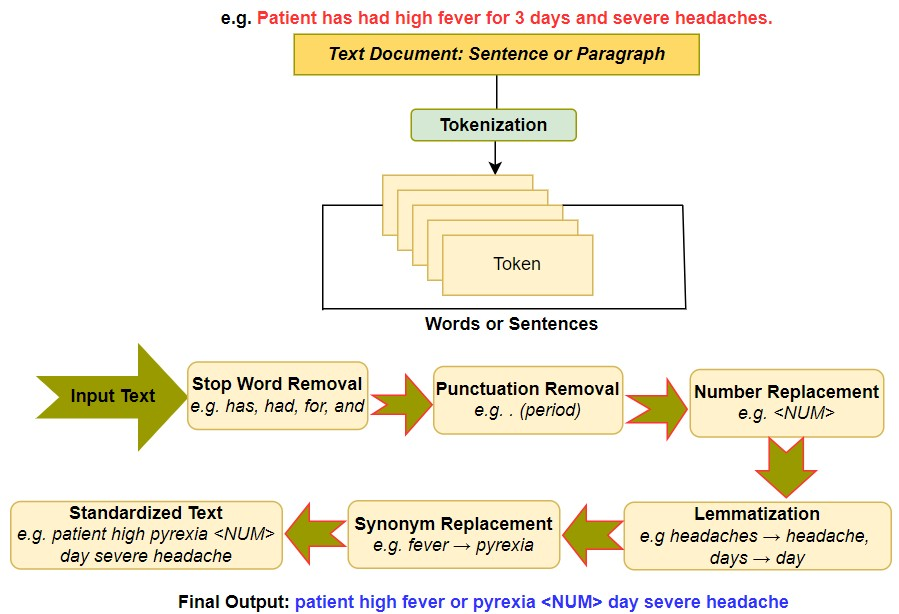 e.g. Patient has had high fever for 3 days and severe headaches.
Text Document: Sentence or Paragraph
Tokenization
Token
Words or Sentences
Input Text
Stop Word Removal
e.g. has, had, for, and
Punctuation Removal
e.g. . (period)
Number Replacement
e.g. <NUM>
Lemmatization
e.g headaches → headache,
days → day
Synonym Replacement
e.g. fever → pyrexia
Standardized Text
e.g. patient high pyrexia <NUM>
day severe headache
Final Output: patient high fever or pyrexia <NUM> day severe headache